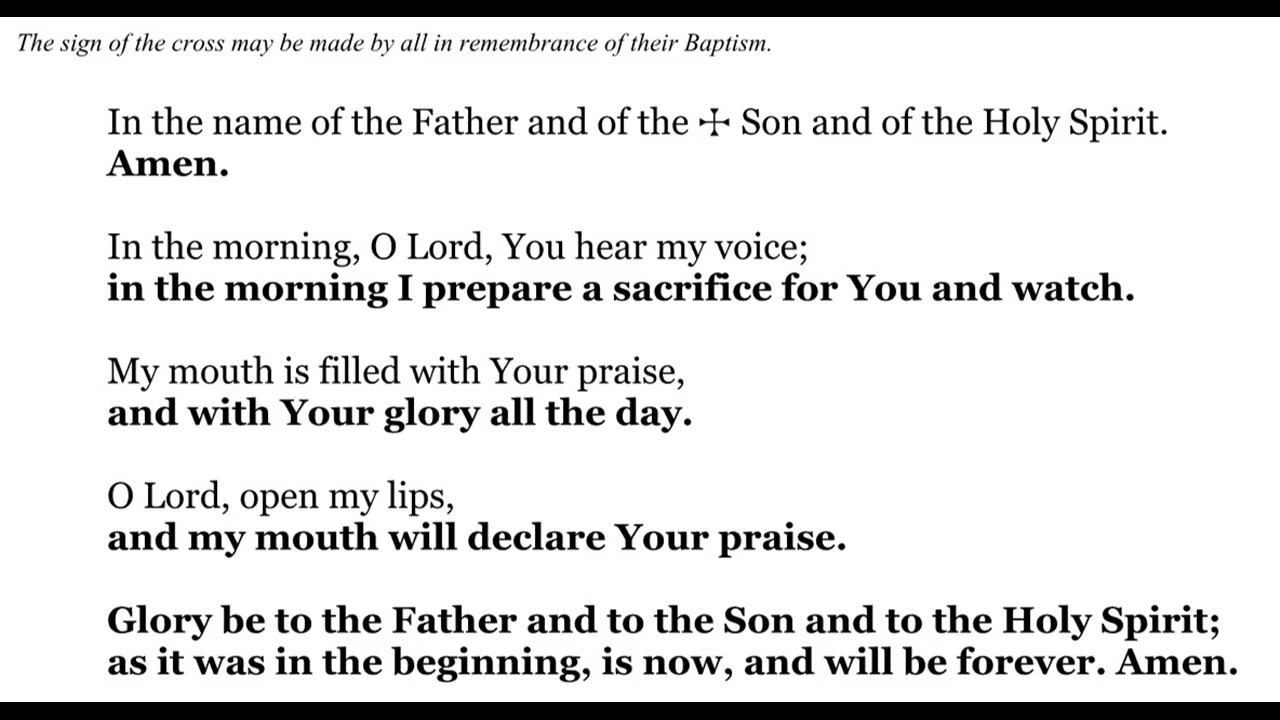 The sign of the cross may be made by all in remembrance of their Baptism.
In the name of the Father and of the ☩ Son and of the Holy Spirit.
Amen.
In the morning, O Lord, You hear my voice;
in the morning I prepare a sacrifice for You and watch.
My mouth is filled with Your praise,
and with Your glory all the day.
O Lord, open my lips,
and my mouth will declare Your praise.
Glory be to the Father and to the Son and to the Holy Spirit;
as it was in the beginning, is now, and will be forever. Amen.